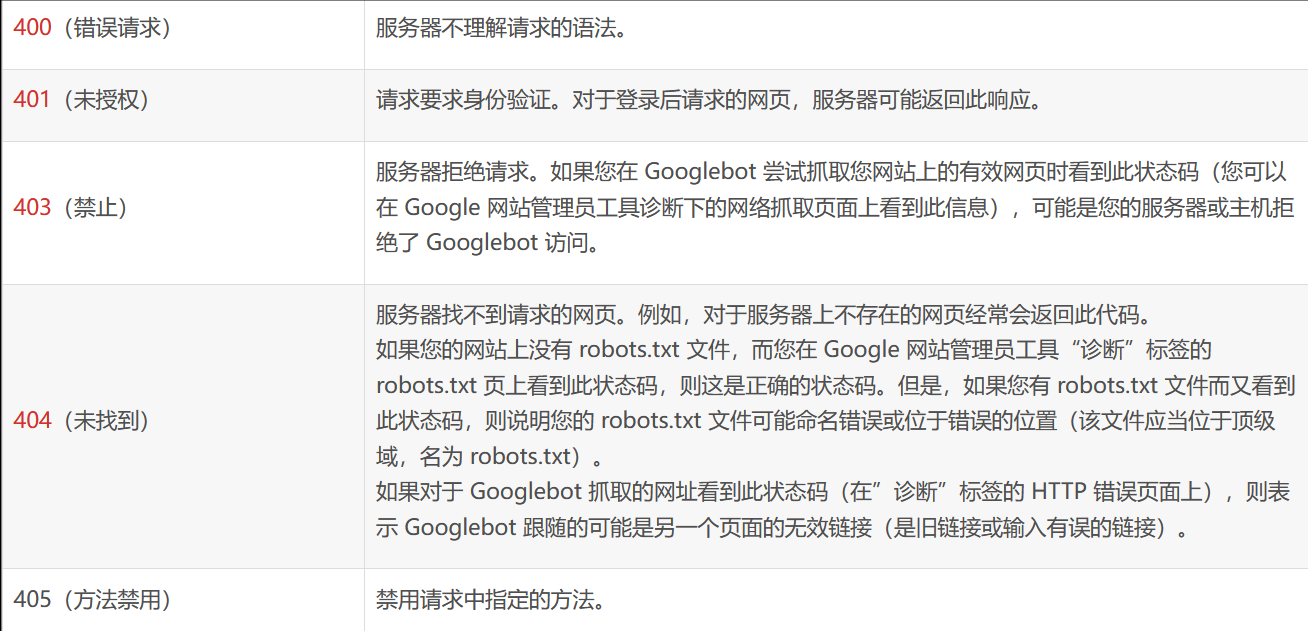 400（错误请求）
服务器不理解请求的语法。
401（未授权）
请求要求身份验证。对于登录后请求的网页，服务器可能返回此响应。
403（禁止）
服务器拒绝请求。如果您在 Googlebot 尝试抓取您网站上的有效网页时看到此状态码（您可以
在 Google 网站管理员工具诊断下的网络抓取页面上看到此信息），可能是您的服务器或主机拒
绝了 Googlebot 访问。
404（未找到）
服务器找不到请求的网页。例如，对于服务器上不存在的网页经常会返回此代码。
如果您的网站上没有 robots.txt 文件，而您在 Google 网站管理员工具“诊断”标签的
robots.txt 页上看到此状态码，则这是正确的状态码。但是，如果您有 robots.txt 文件而又看到
此状态码，则说明您的 robots.txt 文件可能命名错误或位于错误的位置（该文件应当位于顶级
域，名为 robots.txt）。
如果对于 Googlebot 抓取的网址看到此状态码（在”诊断”标签的 HTTP 错误页面上），则表
示 Googlebot 跟随的可能是另一个页面的无效链接（是旧链接或输入有误的链接）。
405（方法禁用）
禁用请求中指定的方法。